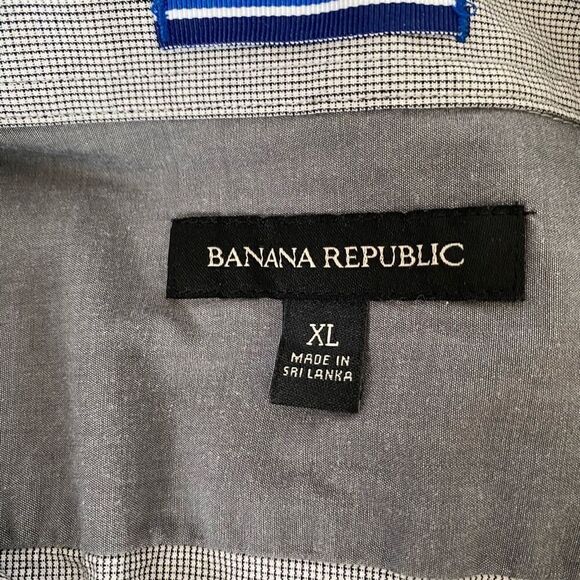 BANANA REPUBLIC
XL
MADE IN
SRI LANKA